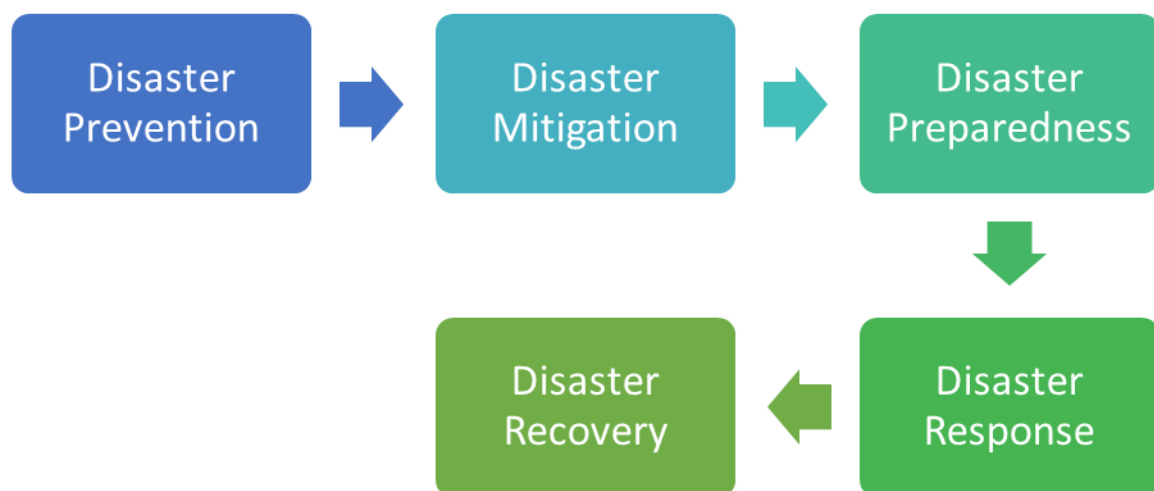 Disaster
Prevention
Disaster
Mitigation
Disaster
Preparedness
Disaster
Response
Disaster
Recovery